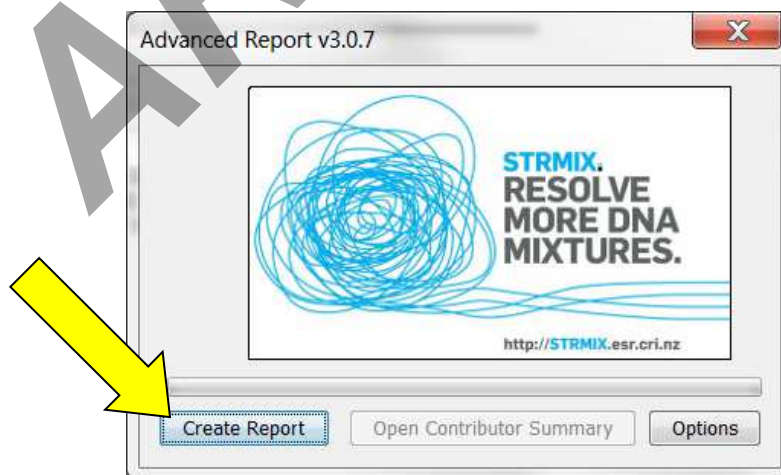 Advanced Report v3.0.7
STRMIX.
RESOLVE
MORE DNA
MIXTURES.
http://STRMIX.esr.cri.nz
Create Report
Open Contributor Summary
Options